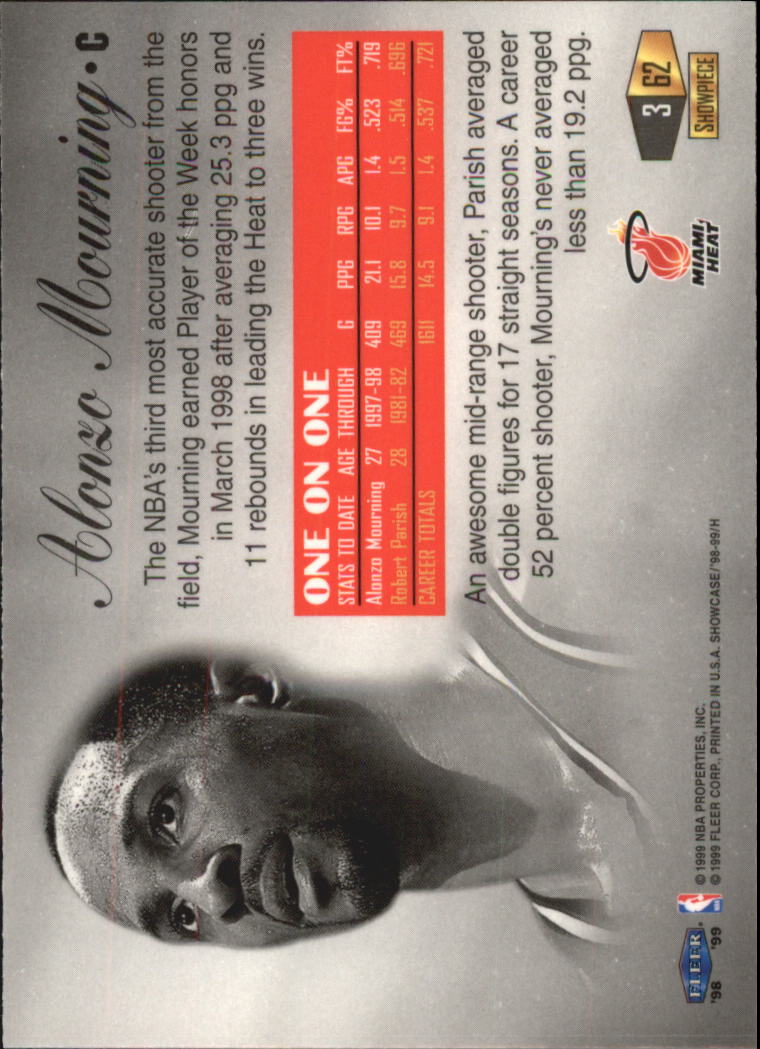 Alonzo Mourning • C
The NBA's third most accurate shooter from the
field, Mourning earned Player of the Week honors
in March 1998 after averaging 25.3 ppg and
11 rebounds in leading the Heat to three wins.
ONE ON ONE
STATS TO DATE AGE THROUGH G PPG RPG APG FG% FT%
Alonzo Mourning 27 1997-98 409 21.1 10.1 1.4 .523 .719
Robert Parish 28 1981-82 469 15.8 9.7 1.5 .514 .696
CAREER TOTALS 1611 14.5 9.1 1.4 .537 .721
An awesome mid-range shooter, Parish averaged
double figures for 17 straight seasons. A career
52 percent shooter, Mourning's never averaged
less than 19.2 ppg.
3 62
SHOWPIECE
MIAMI
HEAT
FLEER
'98 '99
NBA
© 1999 NBA PROPERTIES, INC.
© 1999 FLEER CORP., PRINTED IN U.S.A. SHOWCASE/'98-99/H